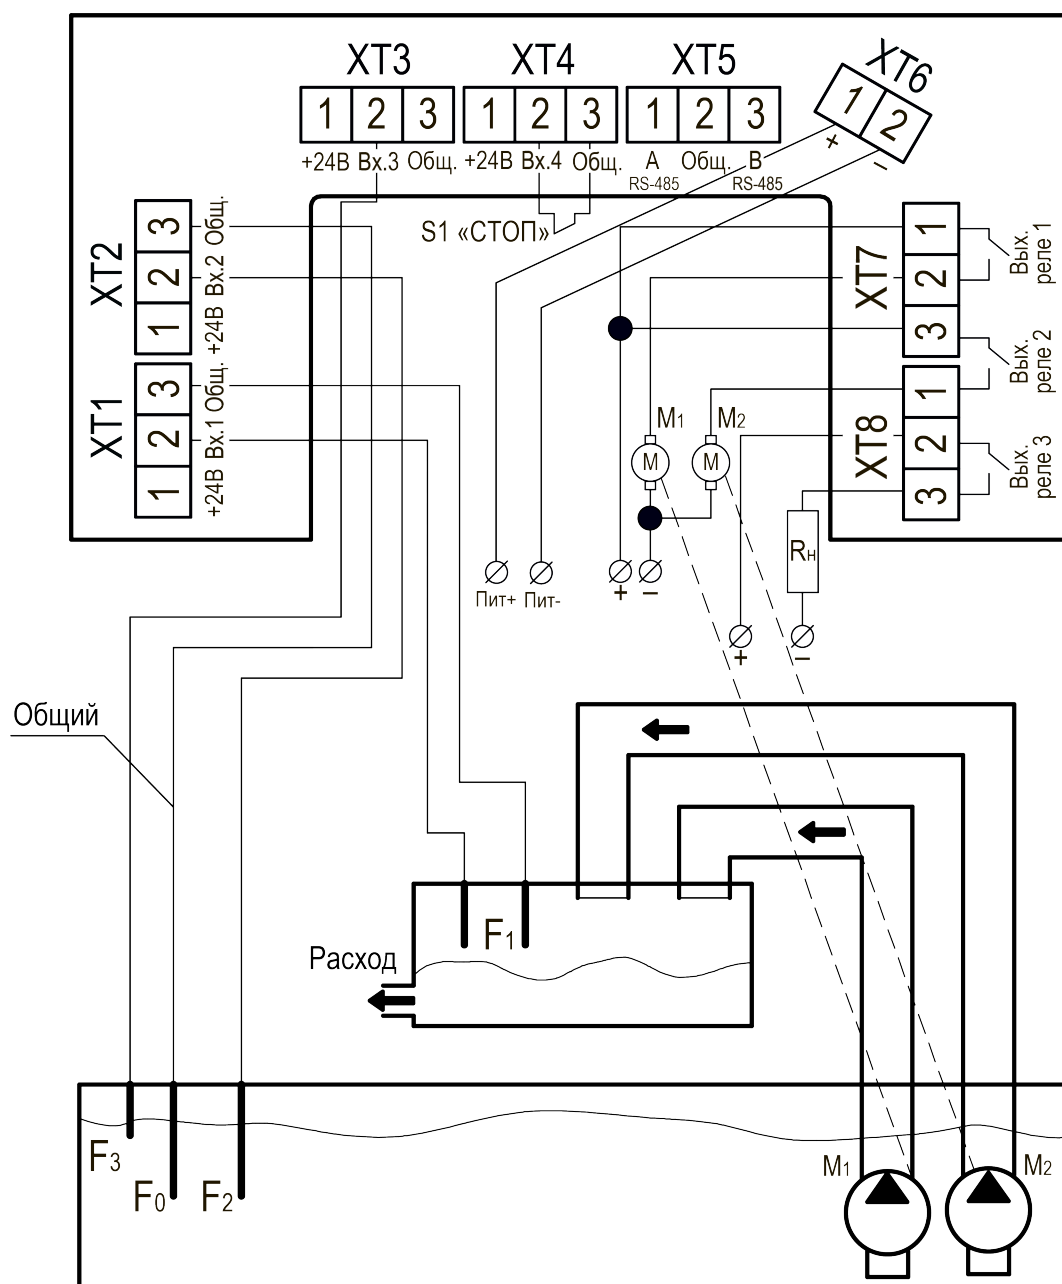 XT3 XT4 XT5 XT6
1 2 3 1 2 3 1 2 3 1 2
+24В Вх.3 Общ. +24В Вх.4 Общ. A Общ. B + –
RS-485 RS-485
S1 «СТОП»
XT2
3 2 1
Общ.
Вх.2
+24В
XT1
3 2 1
Общ.
Вх.1
+24В
XT7
1 2 3
XT8
1 2 3
Вых.
реле 1
Вых.
реле 2
Вых.
реле 3
M1 M2
M M
Rн
Пит+ Пит- + –
+ –
Общий
F1
Расход
F3
F0 F2
M1 M2